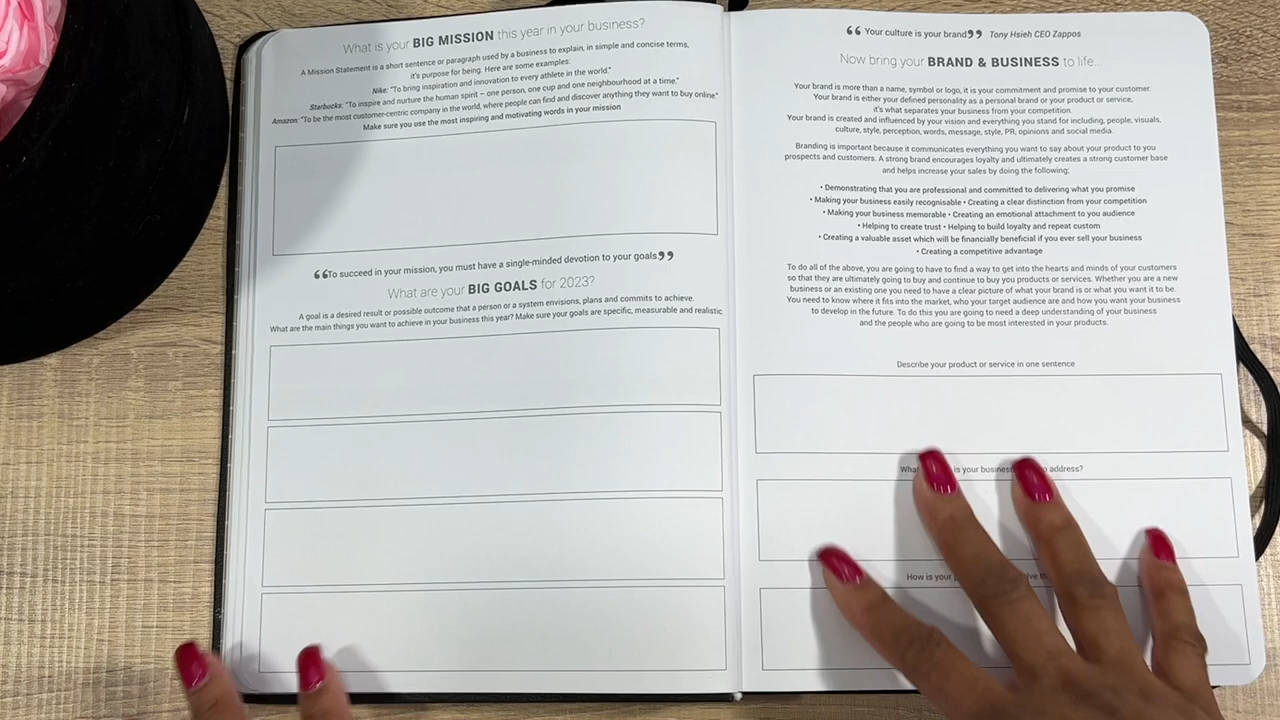 What is your BIG MISSION this year in your business?
A Mission Statement is a short sentence or paragraph used by a business to explain, in simple and concise terms,
it's purpose for being. Here are some examples:
Nike: "To bring inspiration and innovation to every athlete in the world."
Starbucks: "To inspire and nurture the human spirit – one person, one cup and one neighbourhood at a time."
Amazon: "To be the most customer-centric company in the world, where people can find and discover anything they want to buy online"
Make sure you use the most inspiring and motivating words in your mission
“To succeed in your mission, you must have a single-minded devotion to your goals”
What are your BIG GOALS for 2023?
A goal is a desired result or possible outcome that a person or a system envisions, plans and commits to achieve.
What are the main things you want to achieve in your business this year? Make sure your goals are specific, measurable and realistic.
“Your culture is your brand” Tony Hsieh CEO Zappos
Now bring your BRAND & BUSINESS to life...
Your brand is more than a name, symbol or logo, it is your commitment and promise to your customer.
Your brand is either your defined personality as a personal brand or your product or service,
it's what separates your business from your competition.
Your brand is created and influenced by your vision and everything you stand for including, people, visuals,
culture, style, perception, words, message, style, PR, opinions and social media.
Branding is important because it communicates everything you want to say about your product to you
prospects and customers. A strong brand encourages loyalty and ultimately creates a strong customer base
and helps increase your sales by doing the following:
• Demonstrating that you are professional and committed to delivering what you promise
• Making your business easily recognisable • Creating a clear distinction from your competition
• Making your business memorable • Creating an emotional attachment to you audience
• Helping to create trust • Helping to build loyalty and repeat custom
• Creating a valuable asset which will be financially beneficial if you ever sell your business
• Creating a competitive advantage
To do all of the above, you are going to have to find a way to get into the hearts and minds of your customers
so that they are ultimately going to buy and continue to buy you products or services. Whether you are a new
business or an existing one you need to have a clear picture of what your brand is or what you want it to be.
You need to know where it fits into the market, who your target audience are and how you want your business
to develop in the future. To do this you are going to need a deep understanding of your business
and the people who are going to be most interested in your products.
Describe your product or service in one sentence
is your business address?
How is your